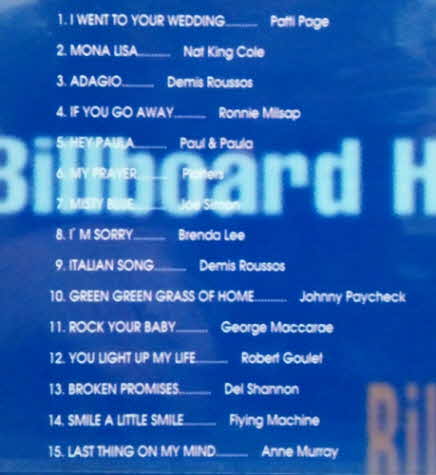 1. I WENT TO YOUR WEDDING.......... Patti Page
2. MONA LISA.......... Nat King Cole
3. ADAGIO.......... Demis Roussos
4. IF YOU GO AWAY.......... Ronnie Milsap
5. HEY PAULA.......... Paul & Paula
Billboard H
6. MY PRAYER.......... Platters
7. MISTY BLUE.......... Joe Simon
8. I' M SORRY.......... Brenda Lee
9. ITALIAN SONG.......... Demis Roussos
10. GREEN GREEN GRASS OF HOME.......... Johnny Paycheck
11. ROCK YOUR BABY.......... George Maccarae
12. YOU LIGHT UP MY LIFE.......... Robert Goulet
13. BROKEN PROMISES.......... Del Shannon
Bil
14. SMILE A LITTLE SMILE.......... Flying Machine
15. LAST THING ON MY MIND.......... Anne Murray